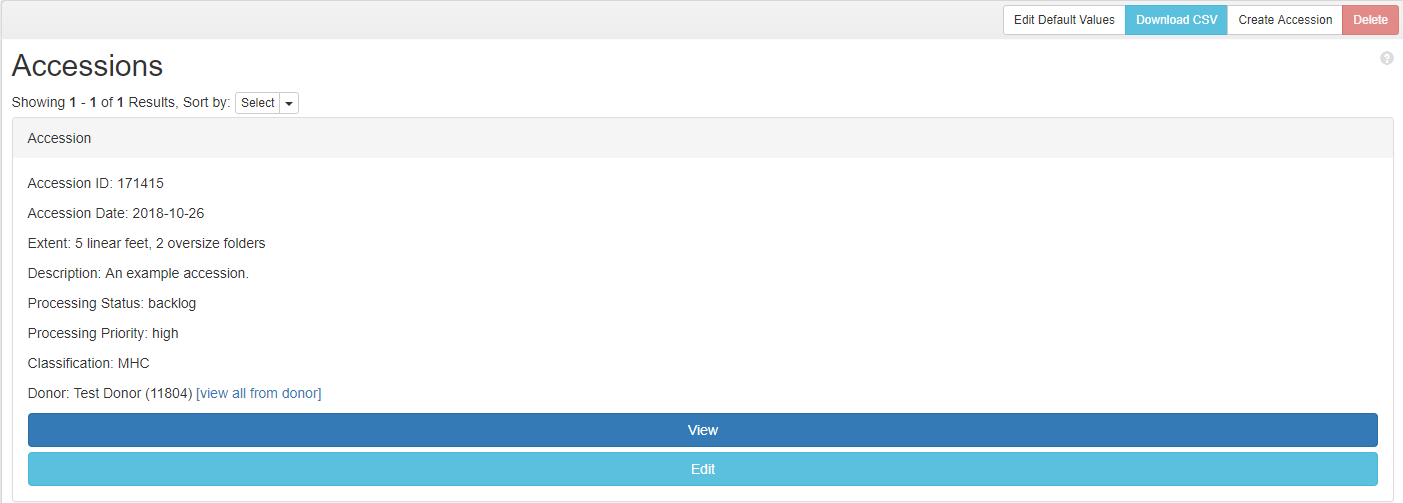 Edit Default Values Download CSV Create Accession Delete
Accessions
?
Showing 1 - 1 of 1 Results, Sort by: Select
Accession
Accession ID: 171415
Accession Date: 2018-10-26
Extent: 5 linear feet, 2 oversize folders
Description: An example accession.
Processing Status: backlog
Processing Priority: high
Classification: MHC
Donor: Test Donor (11804) [view all from donor]
View
Edit